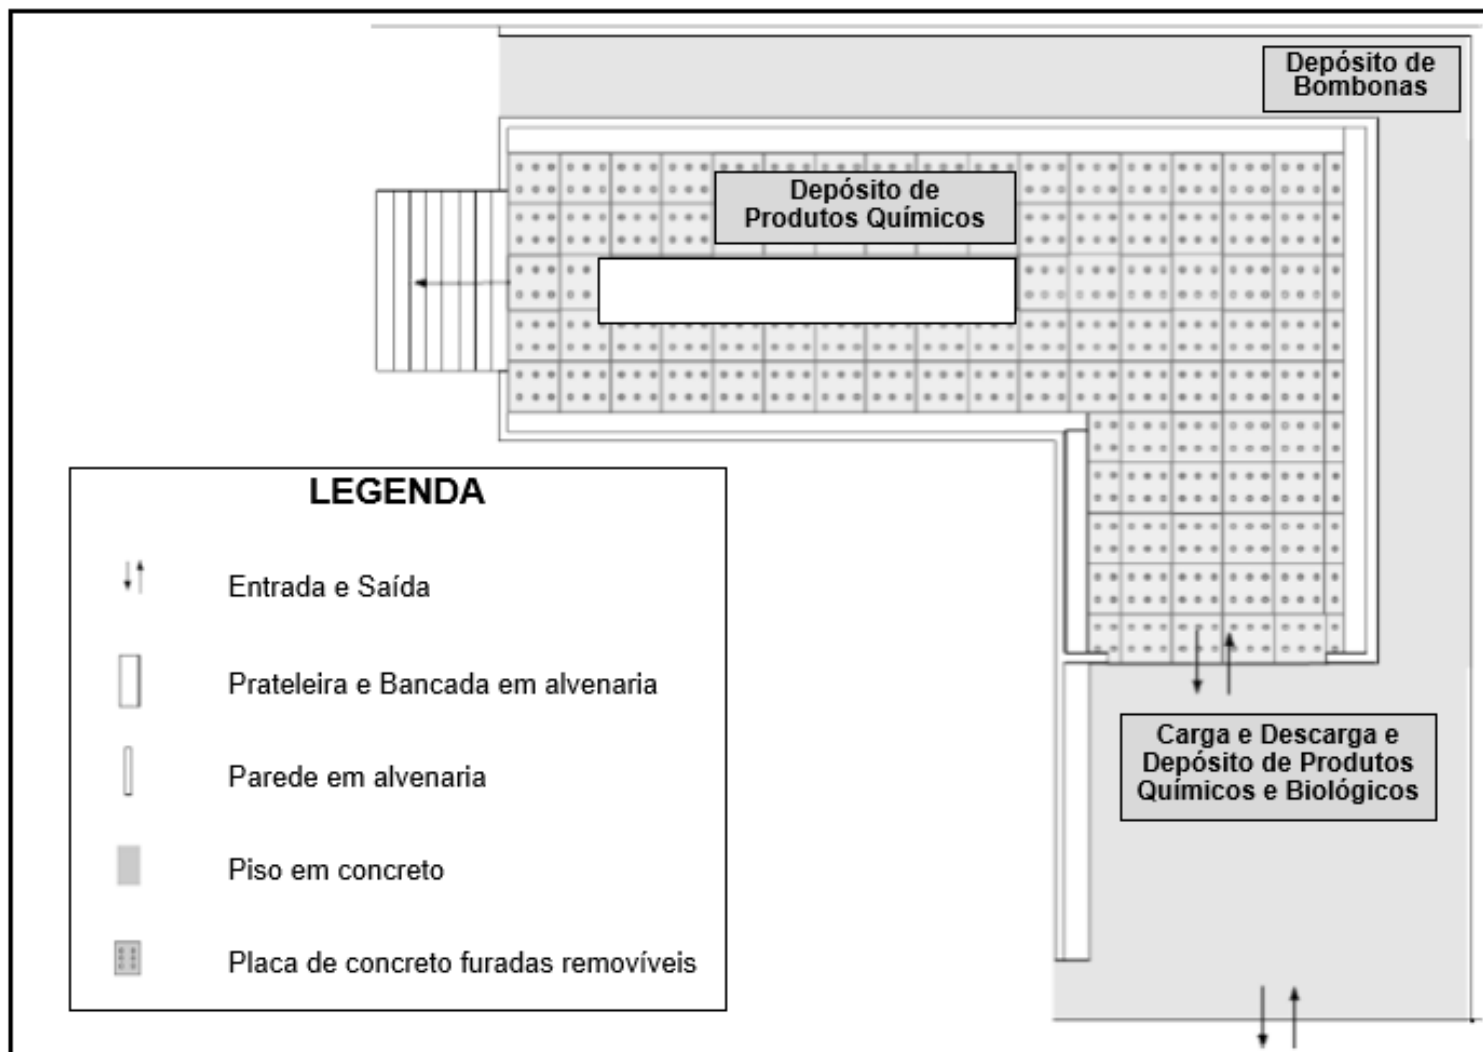 Depósito de
Bombonas
Depósito de
Produtos Químicos
LEGENDA
Entrada e Saída
Prateleira e Bancada em alvenaria
Parede em alvenaria
Piso em concreto
Placa de concreto furadas removíveis
Carga e Descarga e
Depósito de Produtos
Químicos e Biológicos